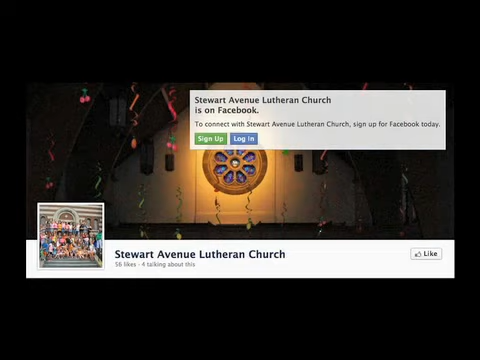 Stewart Avenue Lutheran Church
is on Facebook.
To connect with Stewart Avenue Lutheran Church, sign up for Facebook today.
Sign Up Log in
Stewart Avenue Lutheran Church
Like
56 likes · 4 talking about this